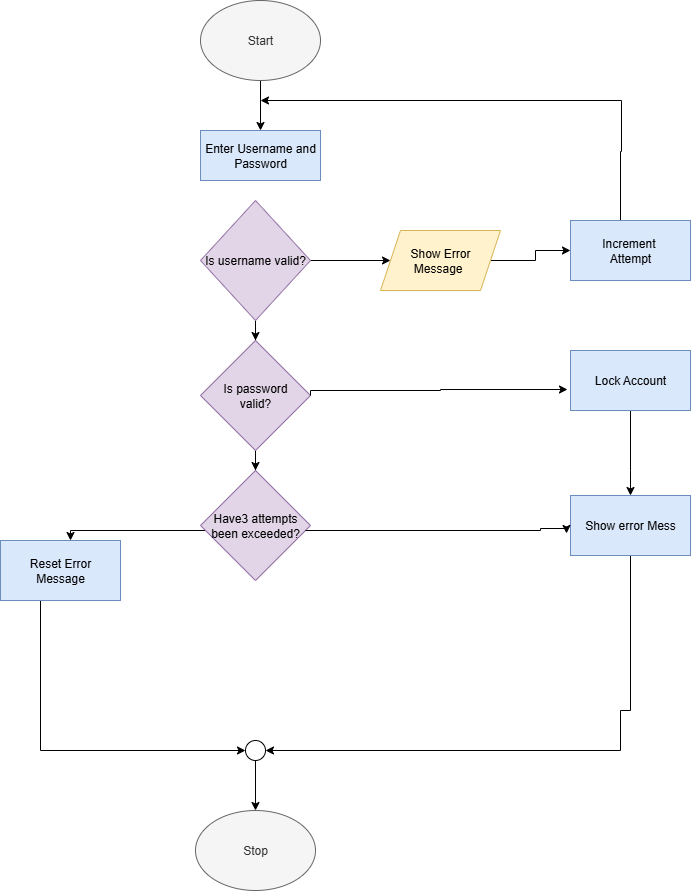 Start
Enter Username and
Password
Is username valid?
Show Error
Message
Increment
Attempt
Is password
valid?
Lock Account
Have3 attempts
been exceeded?
Show error Mess
Reset Error
Message
Stop